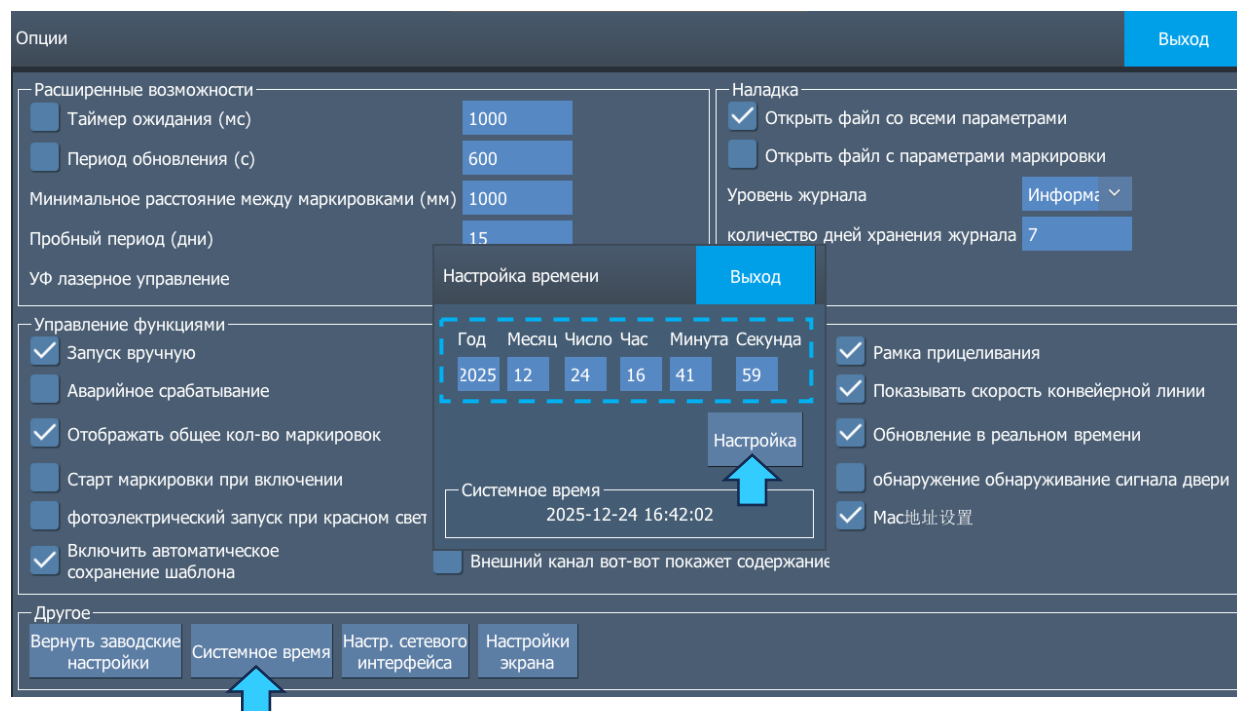 Опции
Выход
Расширенные возможности
Таймер ожидания (мс) 1000
Период обновления (с) 600
Минимальное расстояние между маркировками (мм) 1000
Пробный период (дни) 15
УФ лазерное управление
Наладка
Открыть файл со всеми параметрами
Открыть файл с параметрами маркировки
Уровень журнала Информа
количество дней хранения журнала 7
Настройка времени
Выход
Год Месяц Число Час Минута Секунда
2025 12 24 16 41 59
Настройка
Системное время
2025-12-24 16:42:02
Управление функциями
Запуск вручную
Аварийное срабатывание
Отображать общее кол-во маркировок
Старт маркировки при включении
фотоэлектрический запуск при красном свет
Включить автоматическое
сохранение шаблона
Внешний канал вот-вот покажет содержание
Рамка прицеливания
Показывать скорость конвейерной линии
Обновление в реальном времени
обнаружение обнаруживание сигнала двери
Mac地址设置
Другое
Вернуть заводские
настройки
Системное время
Настр. сетевого
интерфейса
Настройки
экрана